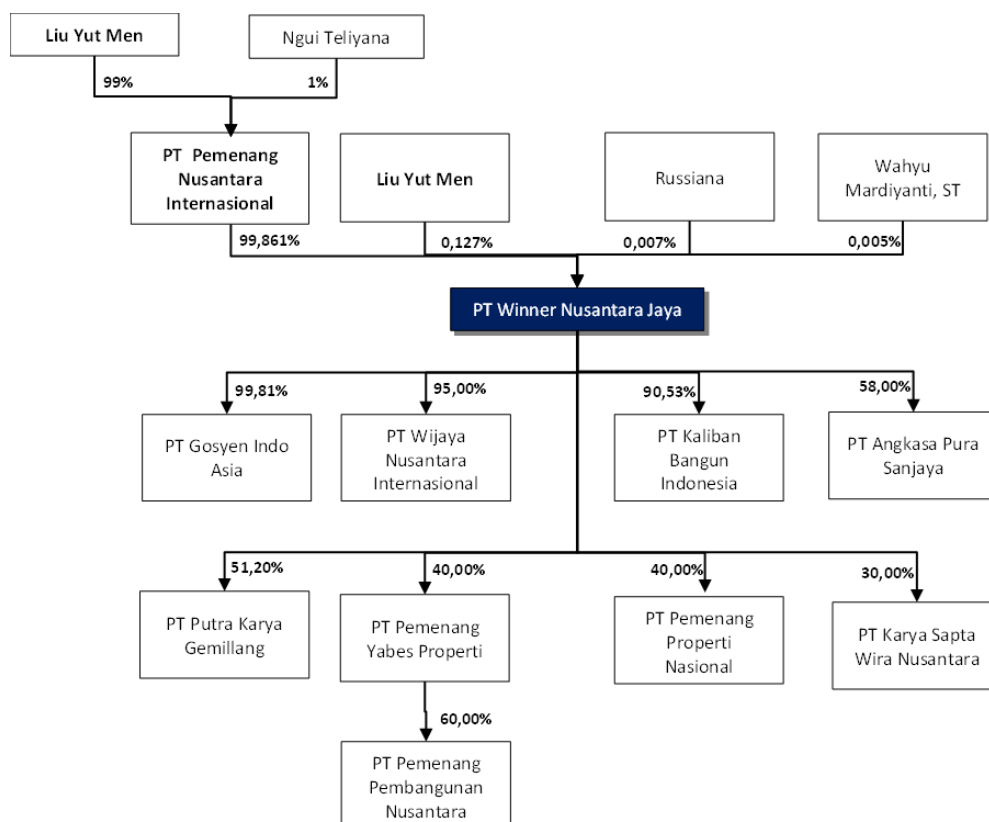 Liu Yut Men
Ngui Teliyana
99%
1%
PT Pemenang
Nusantara
Internasional
Liu Yut Men
Russiana
Wahyu
Mardiyanti, ST
99,861%
0,127%
0,007%
0,005%
PT Winner Nusantara Jaya
99,81%
95,00%
90,53%
58,00%
PT Gosyen Indo
Asia
PT Wijaya
Nusantara
Internasional
PT Kaliban
Bangun
Indonesia
PT Angkasa Pura
Sanjaya
51,20%
40,00%
40,00%
30,00%
PT Putra Karya
Gemillang
PT Pemenang
Yabes Properti
PT Pemenang
Properti
Nasional
PT Karya Sapta
Wira Nusantara
60,00%
PT Pemenang
Pembangunan
Nusantara